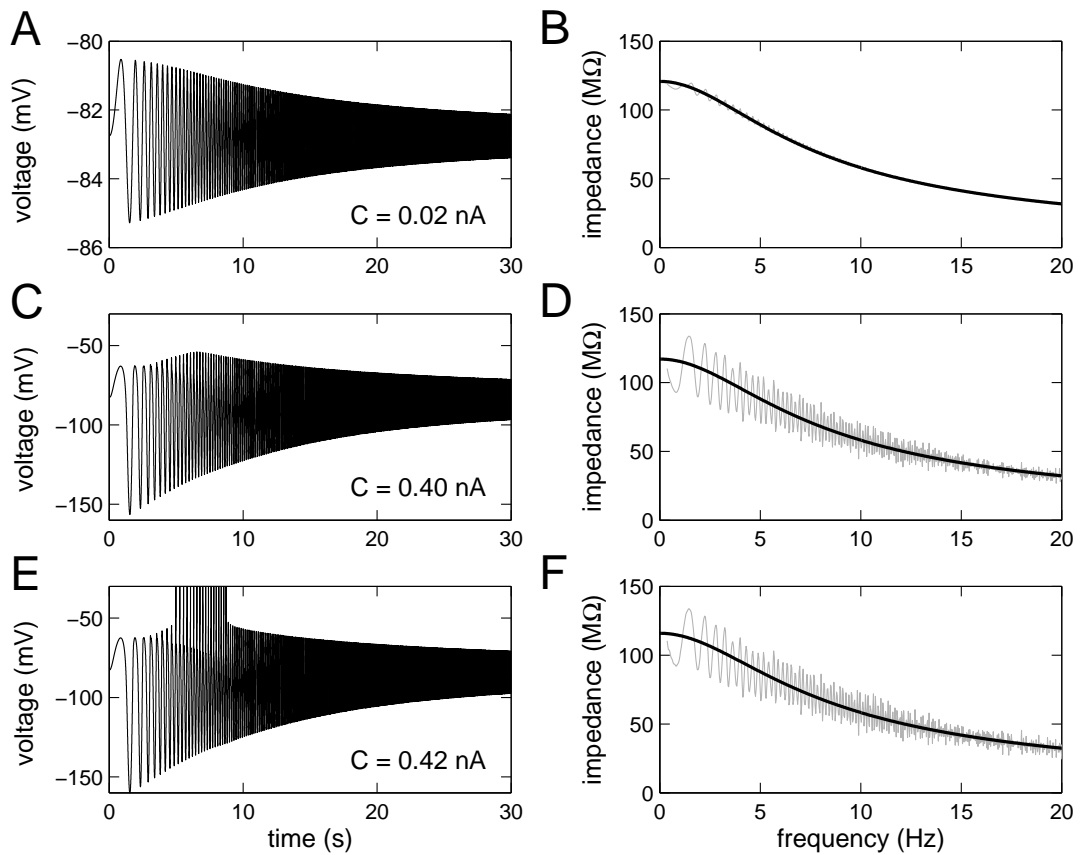 A
B
−80
−82
−84
−86
voltage (mV)
C = 0.02 nA
0
10
20
30
150
100
50
0
impedance (MΩ)
0
5
10
15
20
C
D
−50
−100
−150
voltage (mV)
C = 0.40 nA
0
10
20
30
150
100
50
0
impedance (MΩ)
0
5
10
15
20
E
F
−50
−100
−150
voltage (mV)
C = 0.42 nA
0
10
20
30
time (s)
150
100
50
0
impedance (MΩ)
0
5
10
15
20
frequency (Hz)